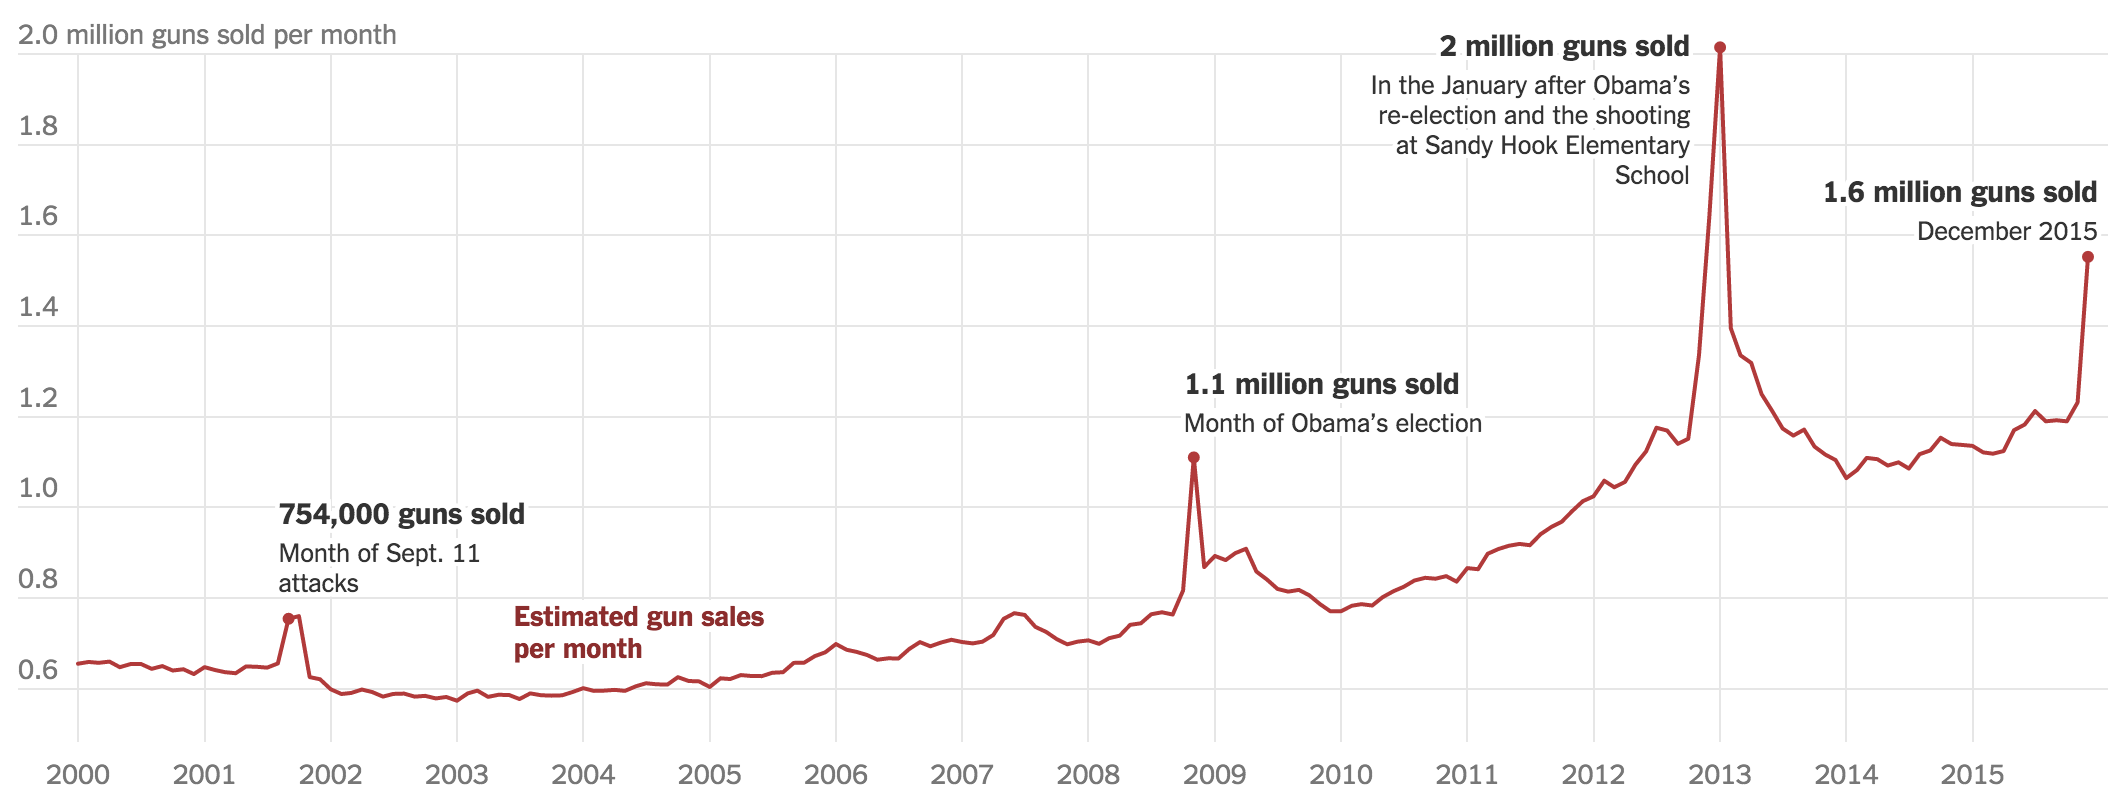 2.0 million guns sold per month
2 million guns sold
In the January after Obama’s
re-election and the shooting
at Sandy Hook Elementary
School
1.8
1.6 million guns sold
December 2015
1.6
1.4
1.1 million guns sold
Month of Obama’s election
1.2
1.0
754,000 guns sold
Month of Sept. 11
attacks
0.8
Estimated gun sales
per month
0.6
2000 2001 2002 2003 2004 2005 2006 2007 2008 2009 2010 2011 2012 2013 2014 2015